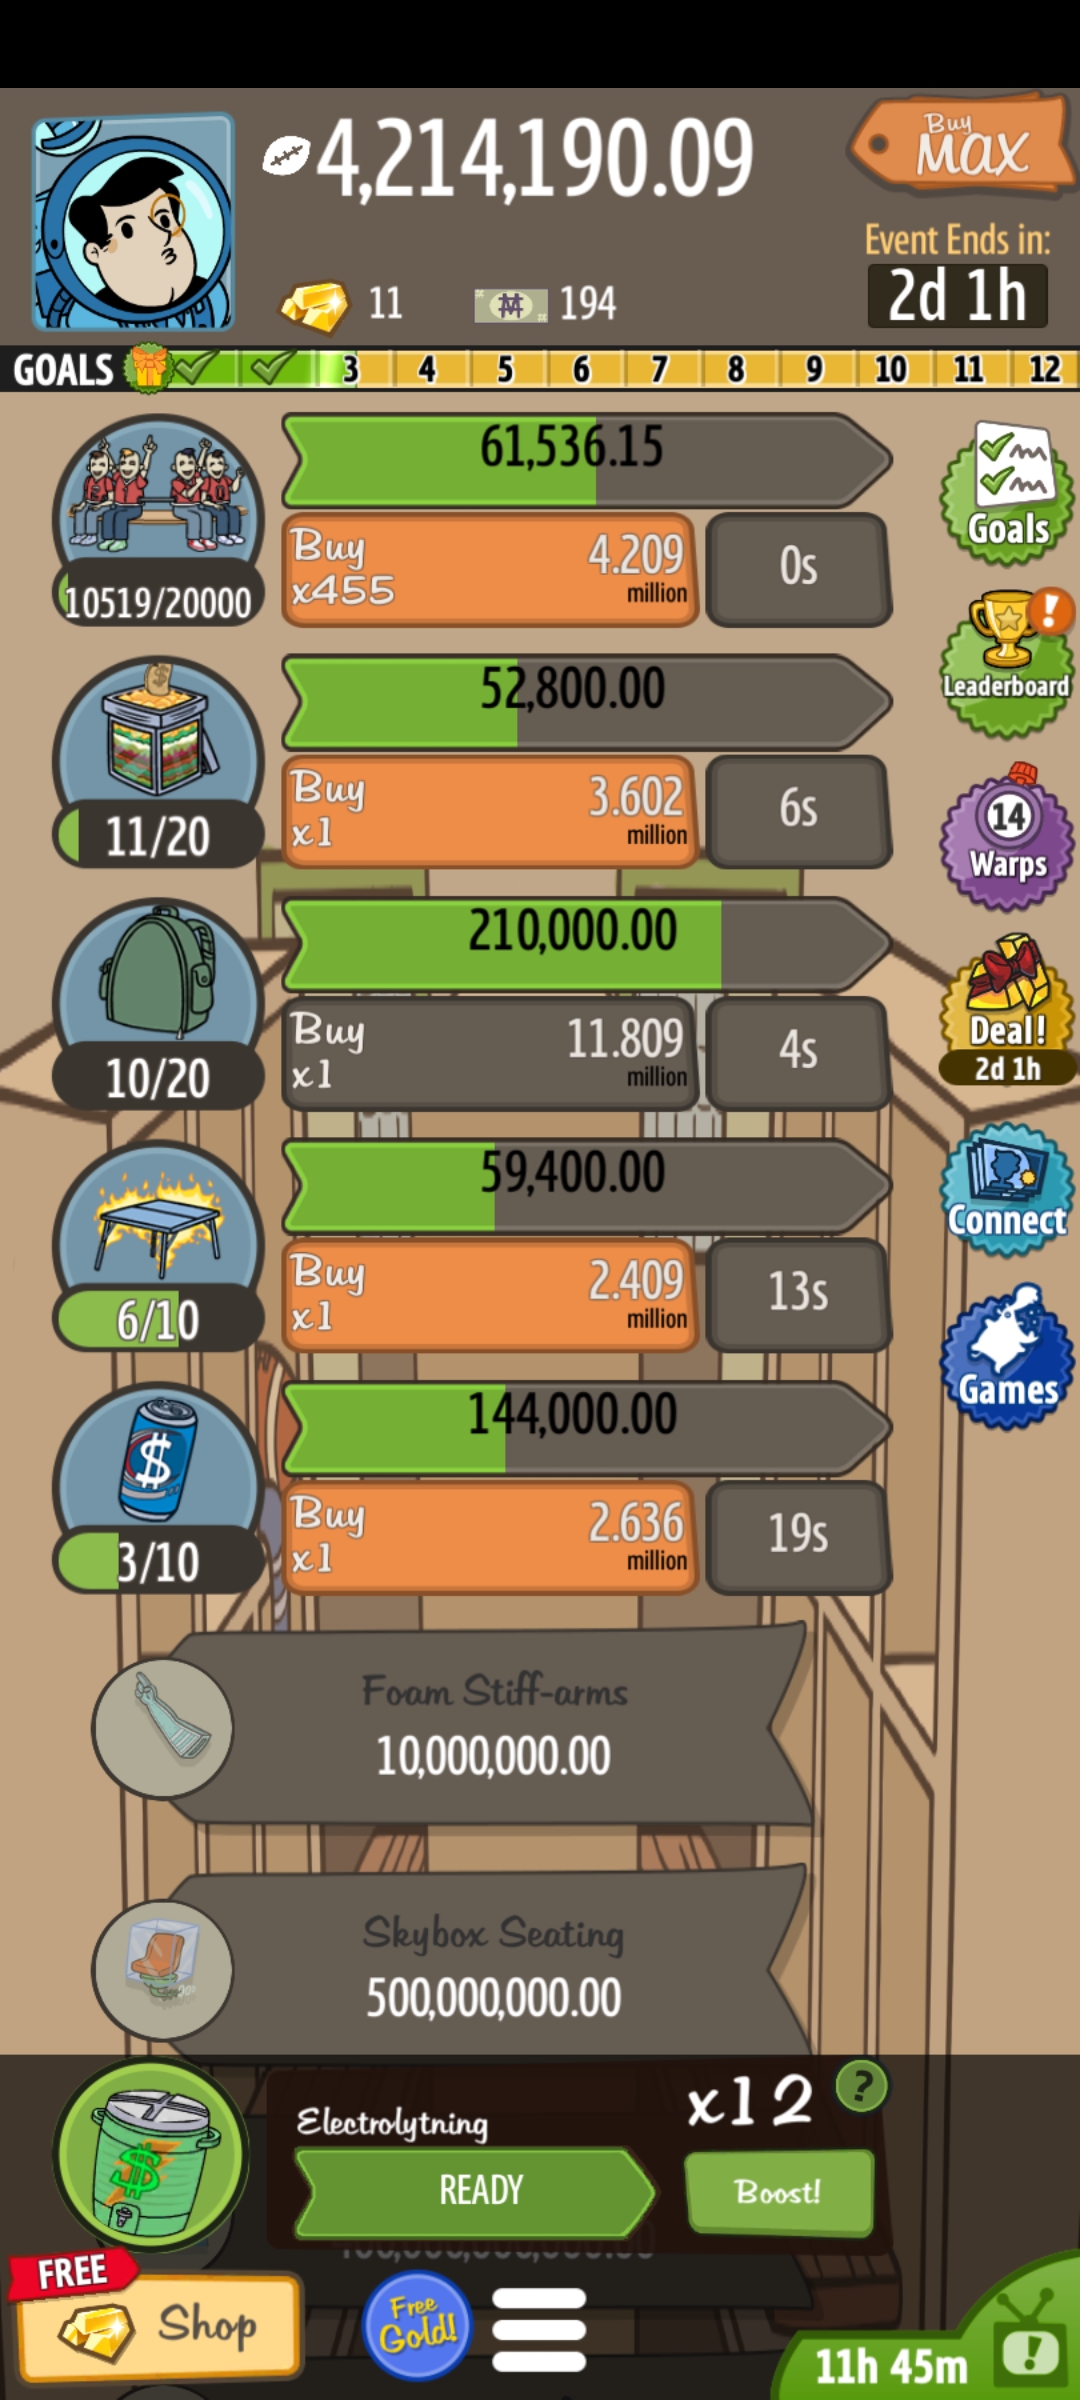 4,214,190.09
Buy
MAX
Event Ends in:
2d 1h
11
194
GOALS 3 4 5 6 7 8 9 10 11 12
61,536.15
10519/20000
Buy 4.209
x455 million
0s
Goals
52,800.00
11/20
Buy 3.602
x1 million
6s
Leaderboard
14
Warps
210,000.00
10/20
Buy 11.809
x1 million
4s
Deal!
2d 1h
59,400.00
6/10
Buy 2.409
x1 million
13s
Connect
144,000.00
3/10
Buy 2.636
x1 million
19s
Games
Foam Stiff-arms
10,000,000.00
Skybox Seating
500,000,000.00
Electrolytning
x12
?
READY
Boost!
FREE
Shop
Free
Gold!
11h 45m